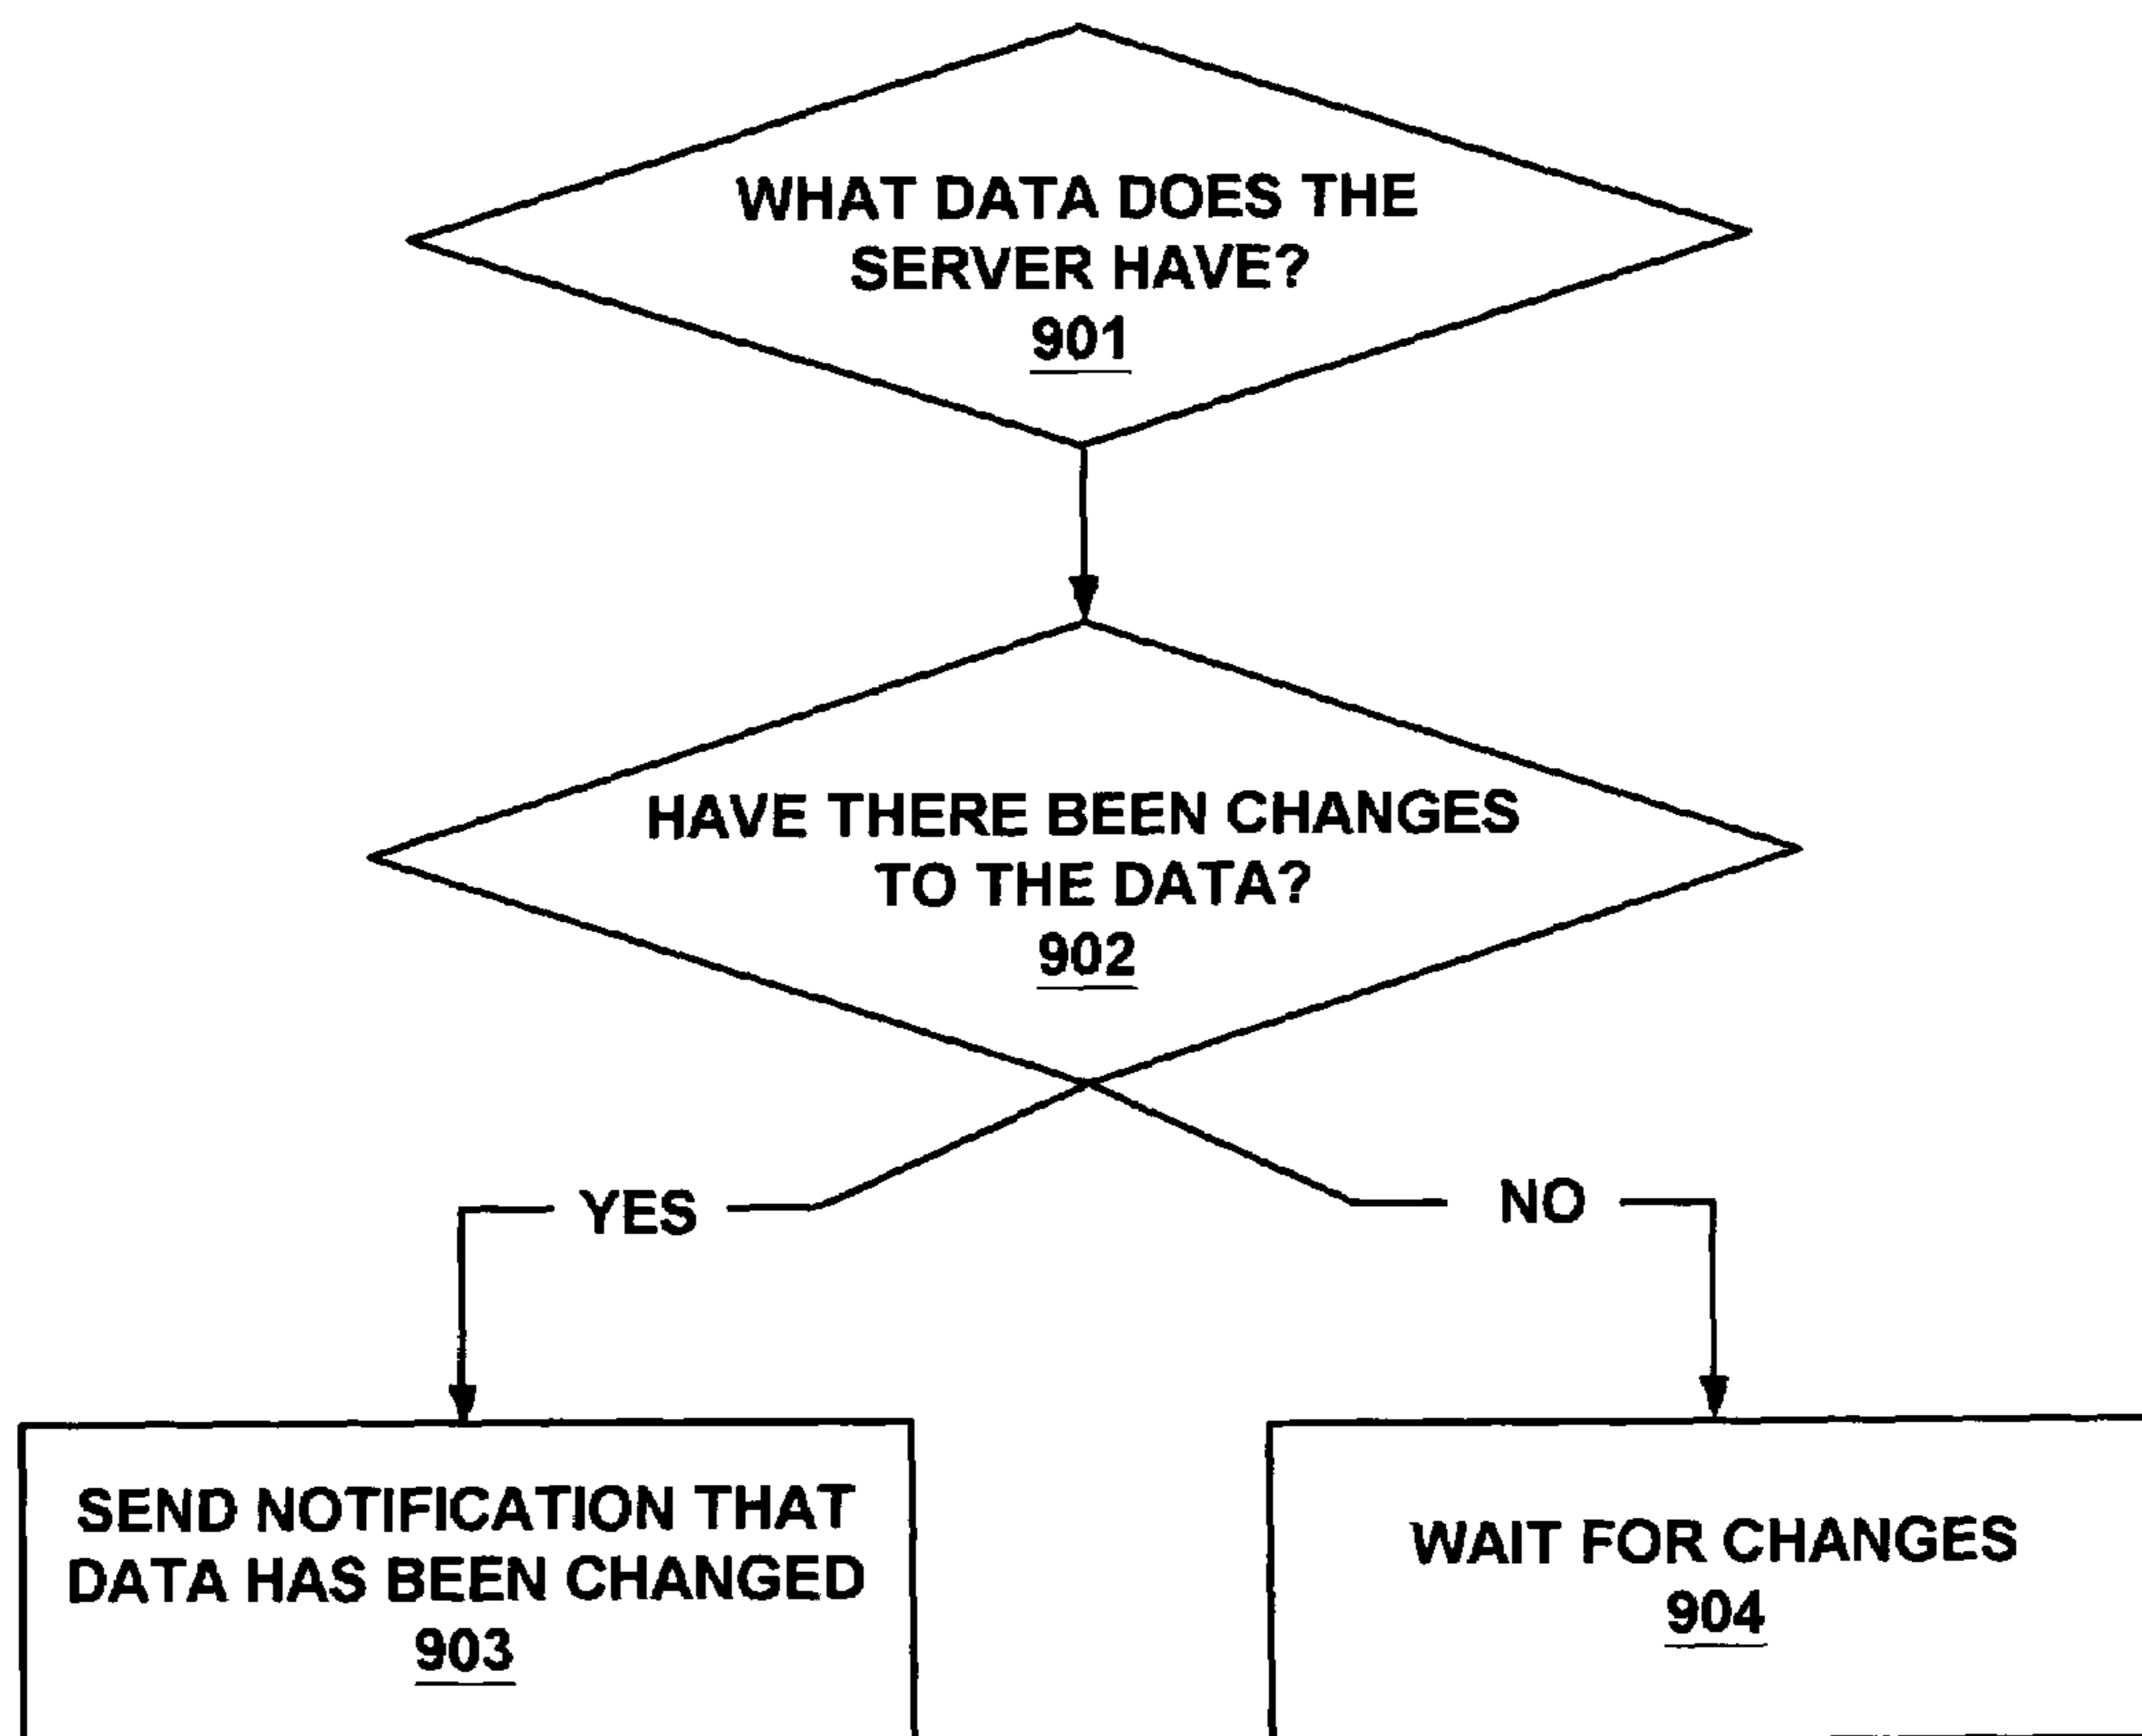 WHAT DATA DOES THE
SERVER HAVE?
901
HAVE THERE BEEN CHANGES
TO THE DATA?
902
YES
NO
SEND NOTIFICATION THAT
DATA HAS BEEN CHANGED
903
WAIT FOR CHANGES
904